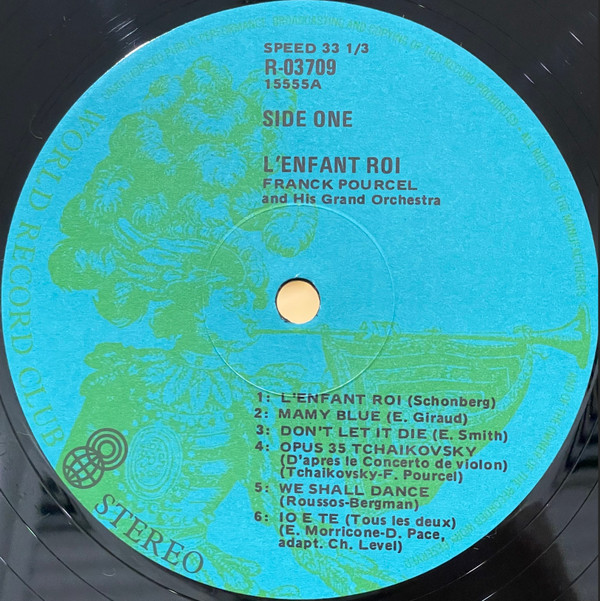 SPEED 33 1/3
R-03709
15555A
SIDE ONE
L'ENFANT ROI
FRANCK POURCEL
and His Grand Orchestra
1: L'ENFANT ROI (Schonberg)
2: MAMY BLUE (E. Giraud)
3: DON'T LET IT DIE (E. Smith)
4: OPUS 35 TCHAIKOVSKY
(D'apres le Concerto de violon)
(Tchaikovsky-F. Pourcel)
5: WE SHALL DANCE
(Roussos-Bergman)
6: IO E TE (Tous les deux)
(E. Morricone-D. Pace,
adapt. Ch. Level)
WORLD RECORD CLUB
STEREO